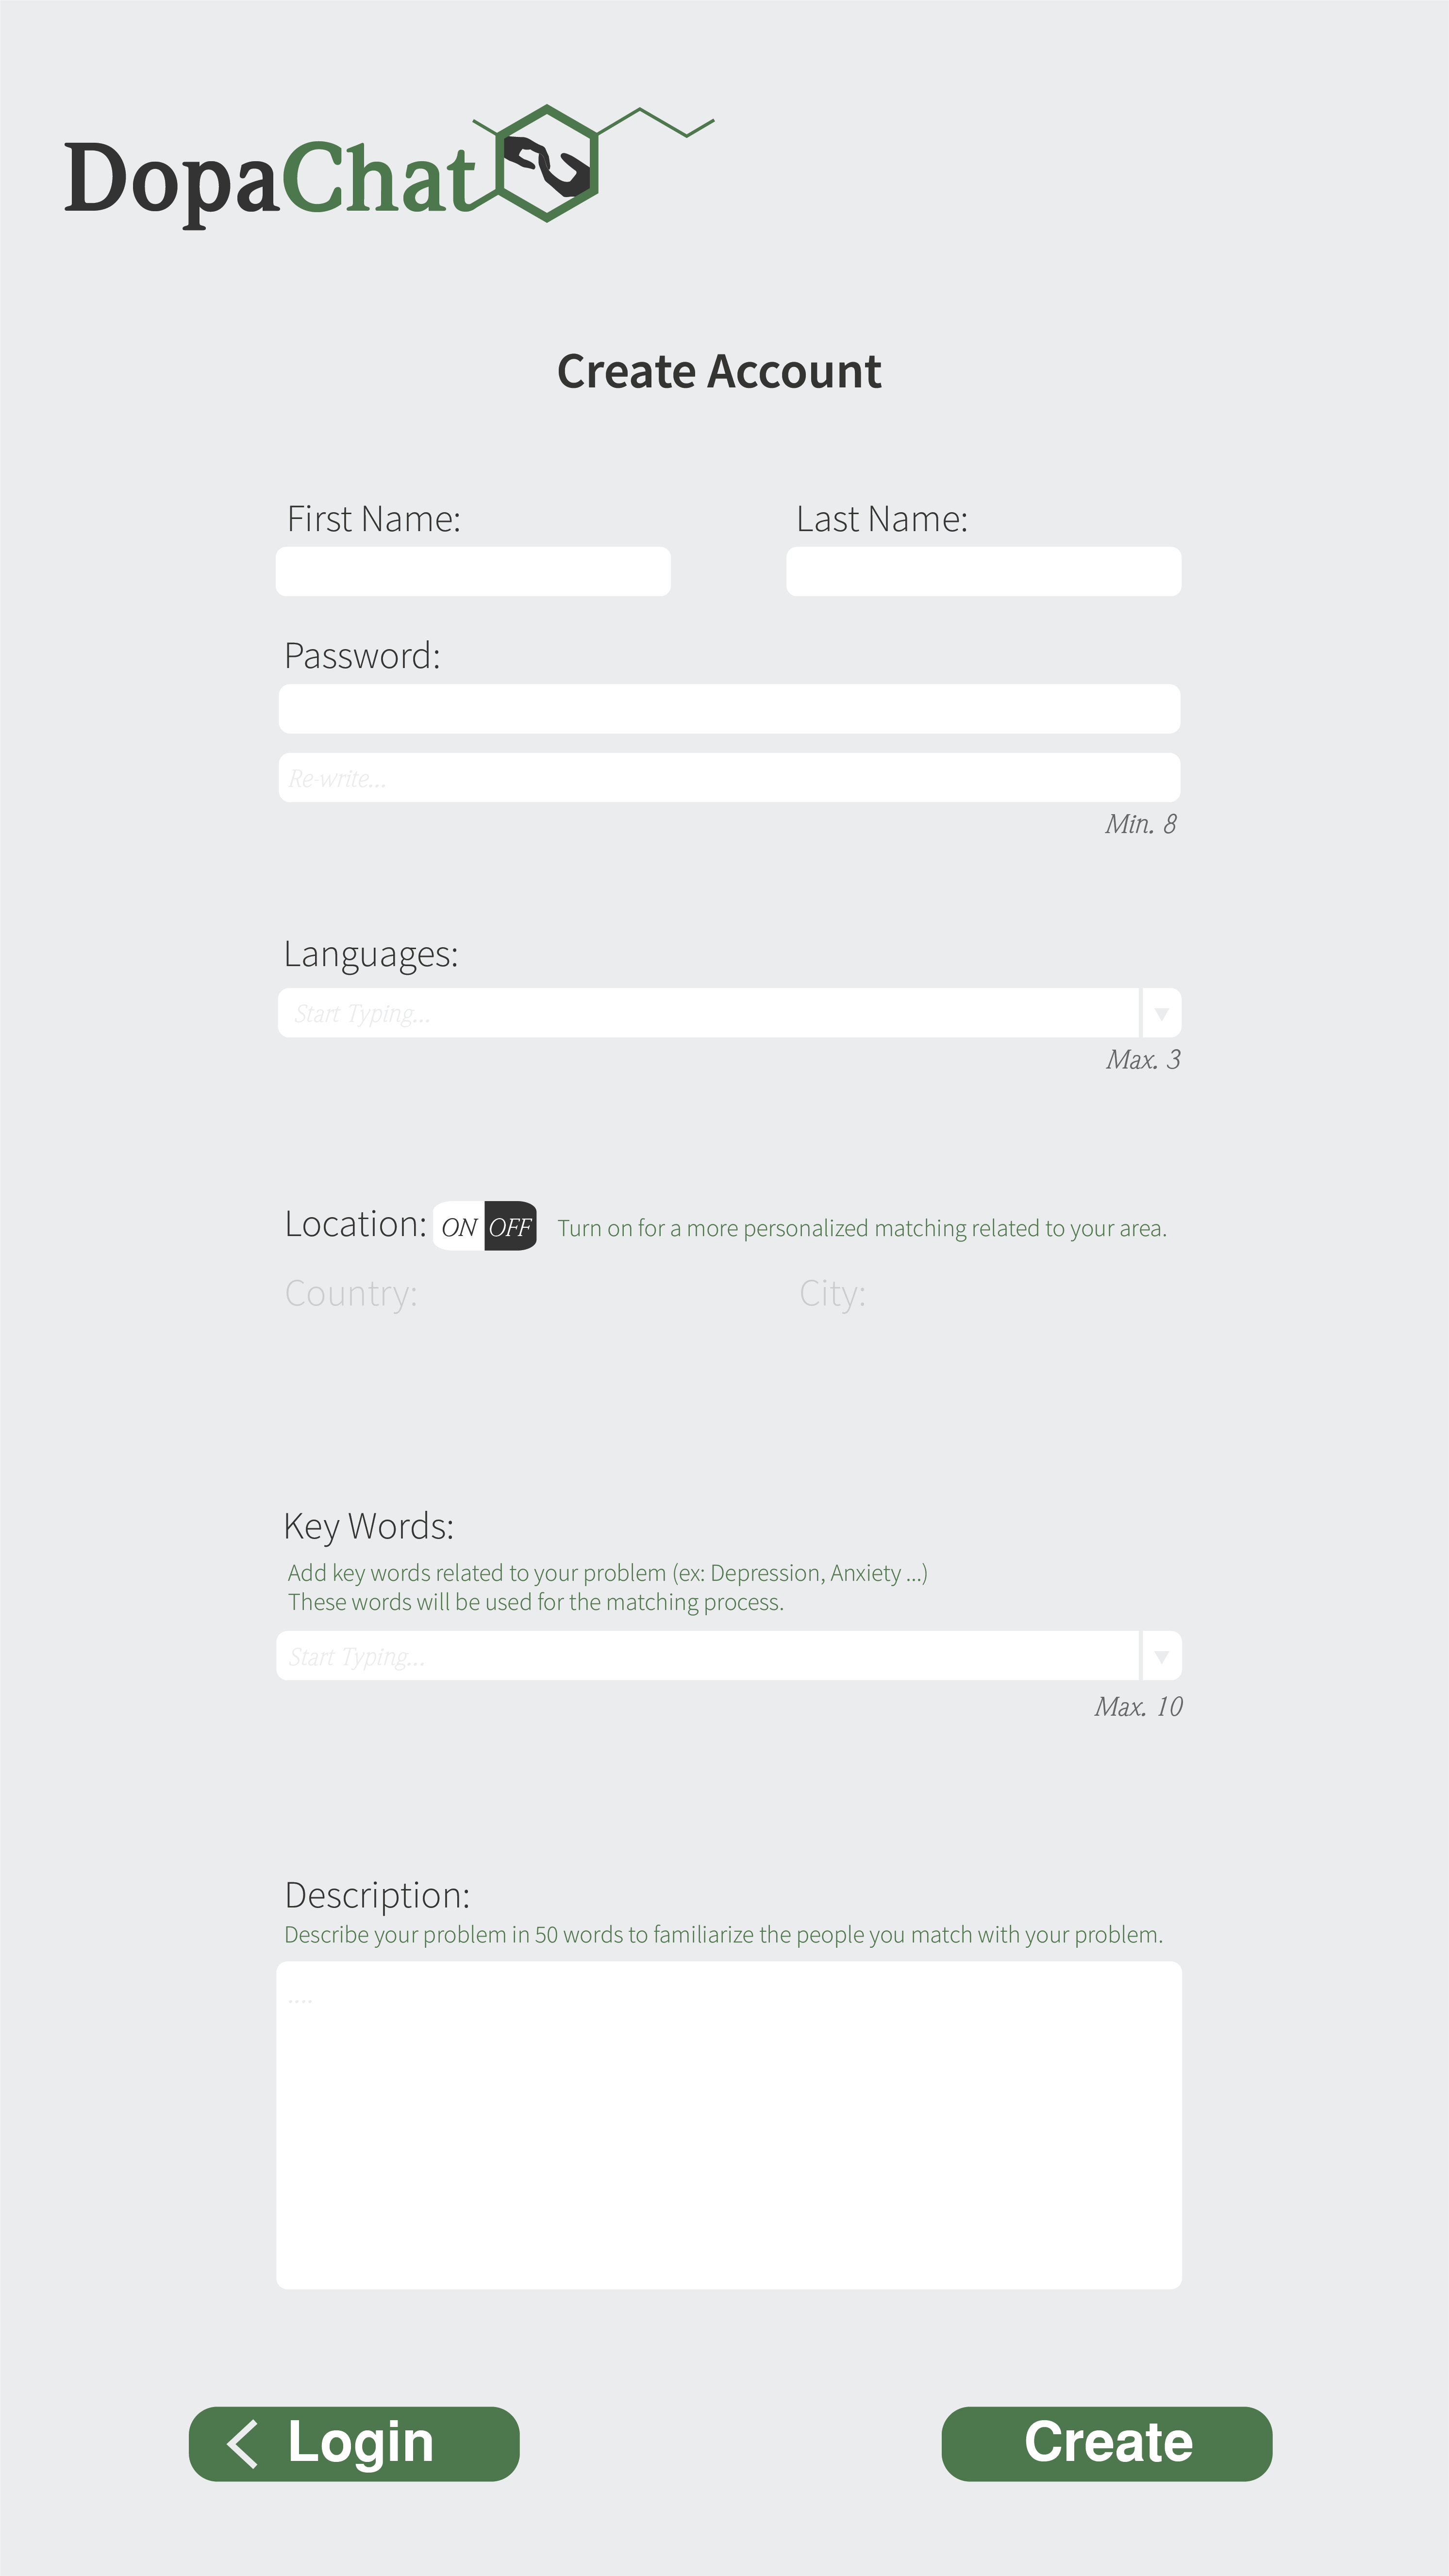 DopaChat
Create Account
First Name: Last Name:
Password:
Re-write...
Min. 8
Languages:
Start Typing...
Max. 3
Location: ON OFF Turn on for a more personalized matching related to your area.
Country: City:
Key Words:
Add key words related to your problem (ex: Depression, Anxiety ...)
These words will be used for the matching process.
Start Typing...
Max. 10
Description:
Describe your problem in 50 words to familiarize the people you match with your problem.
....
Login Create